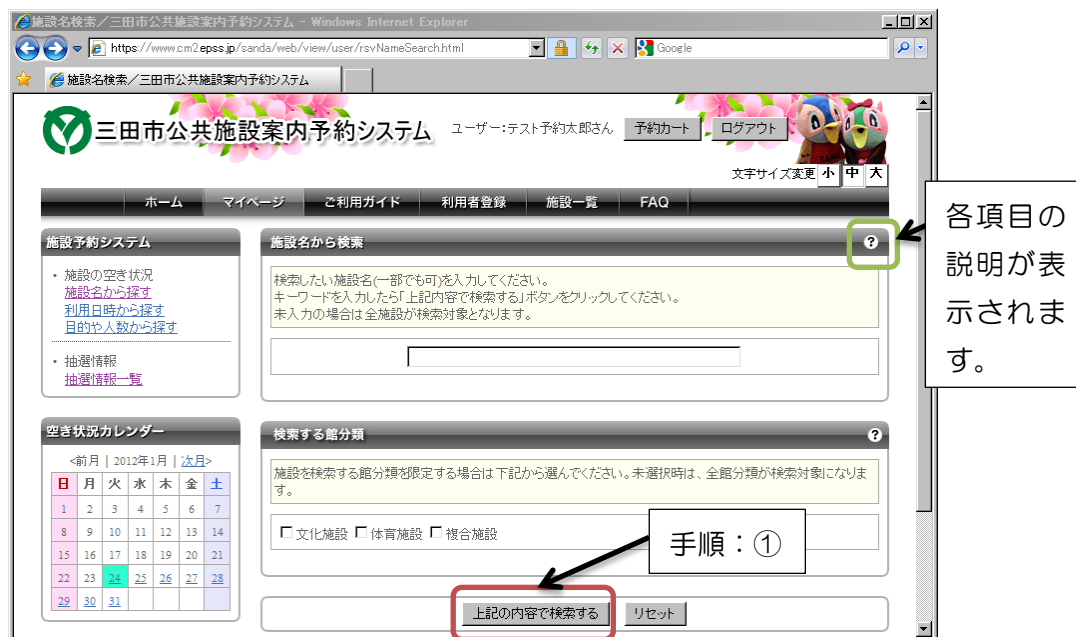 施設名検索／三田市公共施設案内予約システム - Windows Internet Explorer
https://www.cm2.epss.jp/sanda/web/view/user/rsvNameSearch.html
Google
施設名検索／三田市公共施設案内予約システム
三田市公共施設案内予約システム
ユーザー：テスト予約太郎さん
予約カート
ログアウト
文字サイズ変更 小 中 大
ホーム マイページ ご利用ガイド 利用者登録 施設一覧 FAQ
施設予約システム
・ 施設の空き状況
施設名から探す
利用日時から探す
目的や人数から探す
・ 抽選情報
抽選情報一覧
空き状況カレンダー
<前月 | 2012年1月 | 次月>
日 月 火 水 木 金 土
1 2 3 4 5 6 7
8 9 10 11 12 13 14
15 16 17 18 19 20 21
22 23 24 25 26 27 28
29 30 31
施設名から検索 ?
検索したい施設名(一部でも可)を入力してください。
キーワードを入力したら「上記内容で検索する」ボタンをクリックしてください。
未入力の場合は全施設が検索対象となります。
検索する館分類 ?
施設を検索する館分類を限定する場合は下記から選んでください。未選択時は、全館分類が検索対象になりま
す。
文化施設 体育施設 複合施設
手順：①
上記の内容で検索する リセット
各項目の
説明が表
示されま
す。